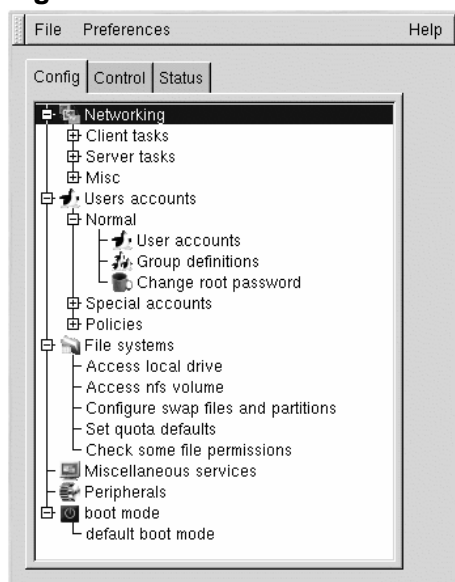 File Preferences Help
Config Control Status
Networking
Client tasks
Server tasks
Misc
Users accounts
Normal
User accounts
Group definitions
Change root password
Special accounts
Policies
File systems
Access local drive
Access nfs volume
Configure swap files and partitions
Set quota defaults
Check some file permissions
Miscellaneous services
Peripherals
boot mode
default boot mode